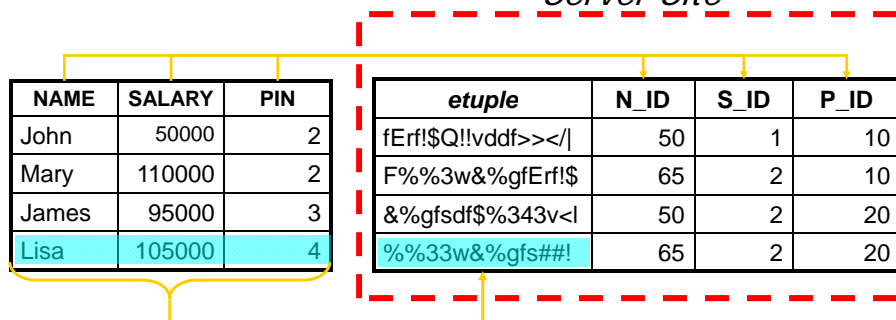 Server Site
NAME SALARY PIN
John 50000 2
Mary 110000 2
James 95000 3
Lisa 105000 4
etuple N_ID S_ID P_ID
fErf!$Q!!vddf>></| 50 1 10
F%%3w&%gfErf!$ 65 2 10
&%gfsdf$%343v<l 50 2 20
%%33w&%gfs##! 65 2 20